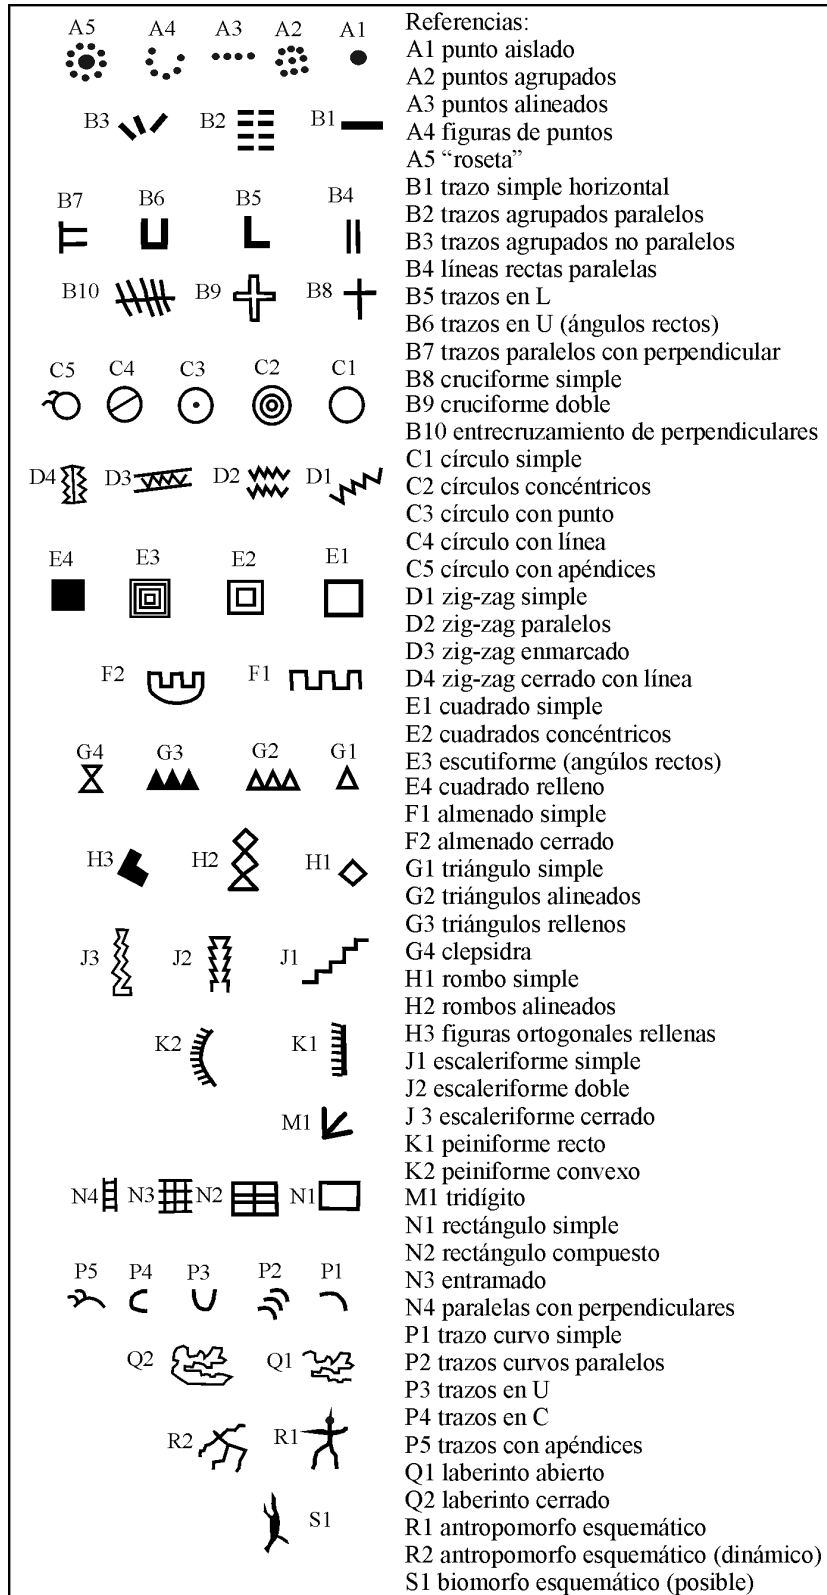 A5 A4 A3 A2 A1
B3 B2 B1
B7 B6 B5 B4
B10 B9 B8
C5 C4 C3 C2 C1
D4 D3 D2 D1
E4 E3 E2 E1
F2 F1
G4 G3 G2 G1
H3 H2 H1
J3 J2 J1
K2 K1
M1
N4 N3 N2 N1
P5 P4 P3 P2 P1
Q2 Q1
R2 R1
S1
Referencias:
A1 punto aislado
A2 puntos agrupados
A3 puntos alineados
A4 figuras de puntos
A5 “roseta”
B1 trazo simple horizontal
B2 trazos agrupados paralelos
B3 trazos agrupados no paralelos
B4 líneas rectas paralelas
B5 trazos en L
B6 trazos en U (ángulos rectos)
B7 trazos paralelos con perpendicular
B8 cruciforme simple
B9 cruciforme doble
B10 entrecruzamiento de perpendiculares
C1 círculo simple
C2 círculos concéntricos
C3 círculo con punto
C4 círculo con línea
C5 círculo con apéndices
D1 zig-zag simple
D2 zig-zag paralelos
D3 zig-zag enmarcado
D4 zig-zag cerrado con línea
E1 cuadrado simple
E2 cuadrados concéntricos
E3 escutiforme (angúlos rectos)
E4 cuadrado relleno
F1 almenado simple
F2 almenado cerrado
G1 triángulo simple
G2 triángulos alineados
G3 triángulos rellenos
G4 clepsidra
H1 rombo simple
H2 rombos alineados
H3 figuras ortogonales rellenas
J1 escaleriforme simple
J2 escaleriforme doble
J 3 escaleriforme cerrado
K1 peiniforme recto
K2 peiniforme convexo
M1 tridígito
N1 rectángulo simple
N2 rectángulo compuesto
N3 entramado
N4 paralelas con perpendiculares
P1 trazo curvo simple
P2 trazos curvos paralelos
P3 trazos en U
P4 trazos en C
P5 trazos con apéndices
Q1 laberinto abierto
Q2 laberinto cerrado
R1 antropomorfo esquemático
R2 antropomorfo esquemático (dinámico)
S1 biomorfo esquemático (posible)